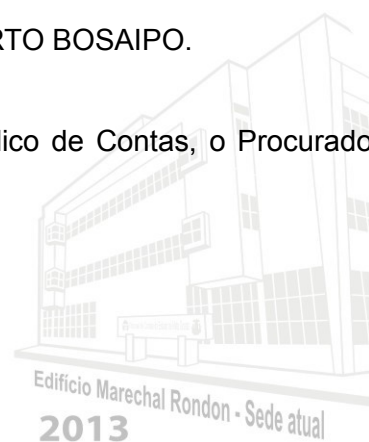 RTO BOSAIPO.
lico de Contas, o Procurado
Edifício Marechal Rondon - Sede atual
2013